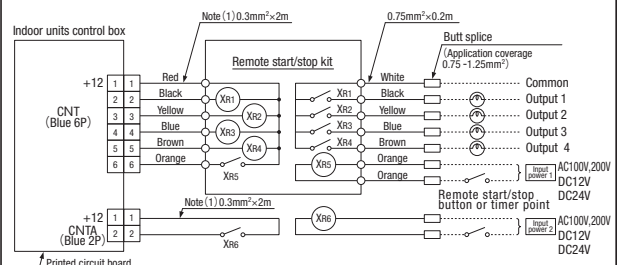 Note (1) 0.3mm²×2m
0.75mm²×0.2m
Indoor units control box
Butt splice
(Application coverage
0.75 -1.25mm²)
Remote start/stop kit
+12 1 1 Red White Common
2 2 Black XR1 XR1 Black Output 1
CNT
(Blue 6P)
3 3 Yellow XR2 XR2 Yellow Output 2
4 4 Blue XR3 XR3 Blue Output 3
5 5 Brown XR4 XR4 Brown Output 4
6 6 Orange XR5 XR5 Orange
Input power 1
AC100V,200V
DC12V
DC24V
Orange
Remote start/stop
button or timer point
Note (1) 0.3mm²×2m
+12 1 1
CNTA
(Blue 2P)
2 2
XR6
XR6
Input power 2
AC100V,200V
DC12V
DC24V
Printed circuit board